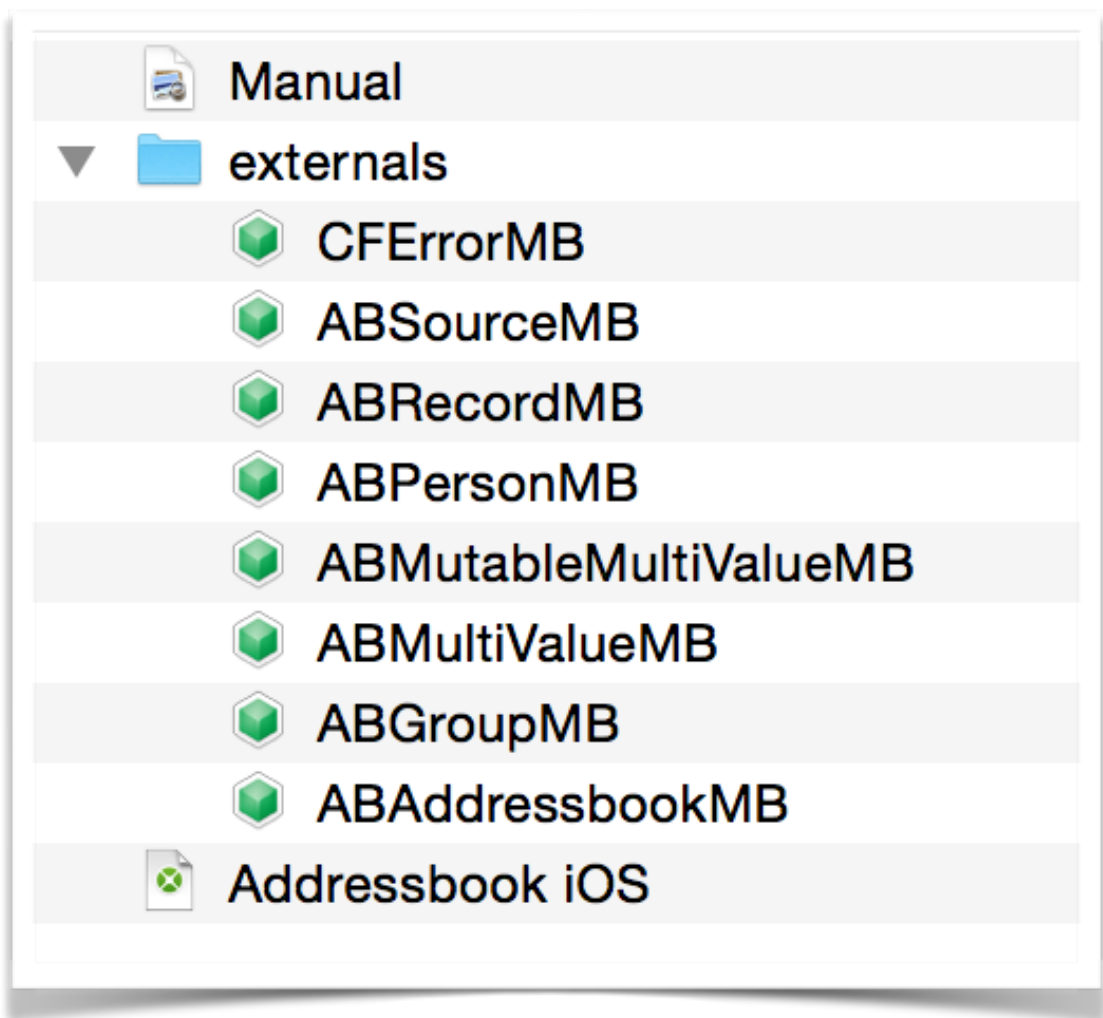 Manual
externals
CFErrorMB
ABSourceMB
ABRecordMB
ABPersonMB
ABMutableMultiValueMB
ABMultiValueMB
ABGroupMB
ABAddressbookMB
Addressbook iOS